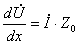 dU̇/dx = İ · Z₀